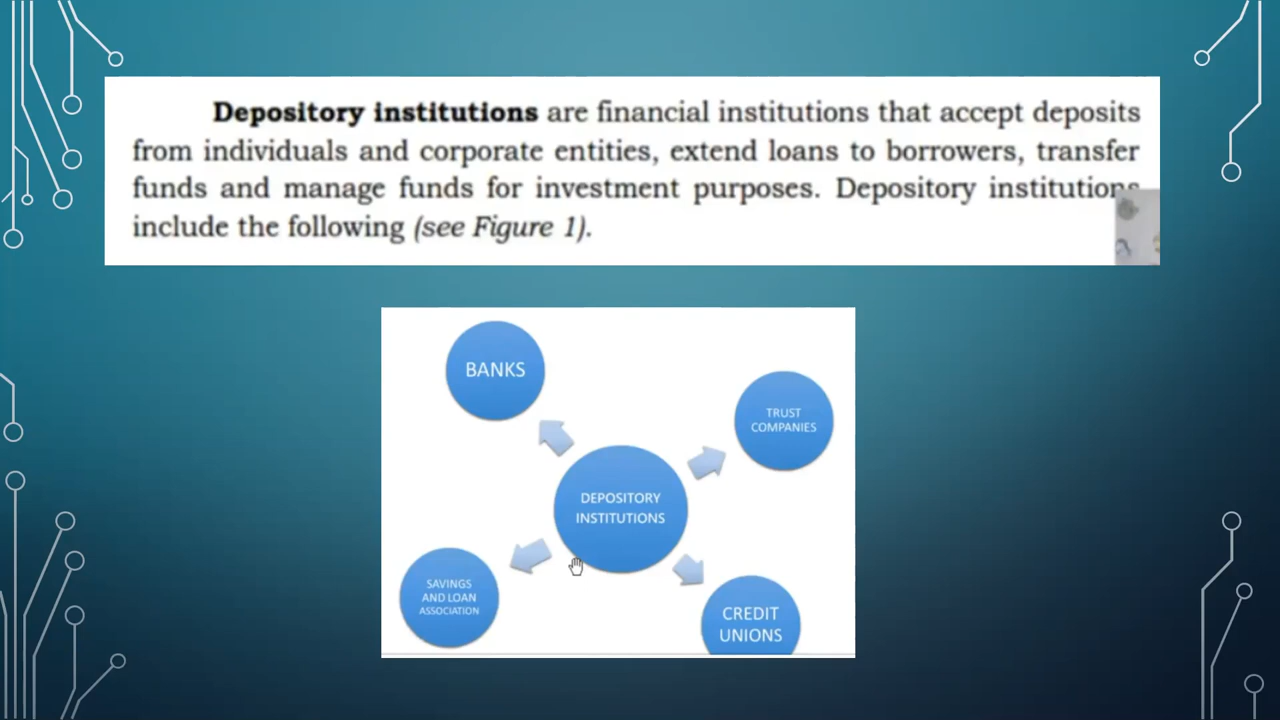 Depository institutions are financial institutions that accept deposits
from individuals and corporate entities, extend loans to borrowers, transfer
funds and manage funds for investment purposes. Depository institutions
include the following (see Figure 1).
BANKS
TRUST
COMPANIES
DEPOSITORY
INSTITUTIONS
SAVINGS
AND LOAN
ASSOCIATION
CREDIT
UNIONS